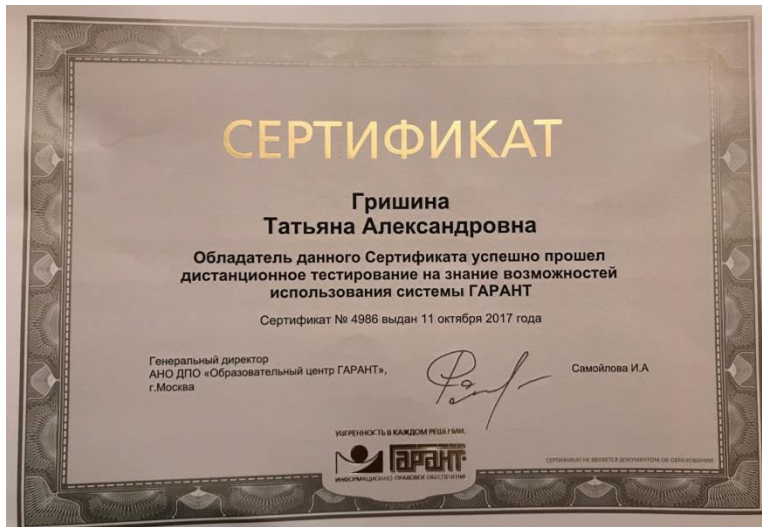 СЕРТИФИКАТ
Гришина
Татьяна Александровна
Обладатель данного Сертификата успешно прошел
дистанционное тестирование на знание возможностей
использования системы ГАРАНТ
Сертификат № 4986 выдан 11 октября 2017 года
Генеральный директор
АНО ДПО «Образовательный центр ГАРАНТ»,
г.Москва
Самойлова И.А
УВЕРЕННОСТЬ В КАЖДОМ РЕШЕНИИ.
ГАРАНТ
ИНФОРМАЦИОННО-ПРАВОВОЕ ОБЕСПЕЧЕНИЕ
СЕРТИФИКАТ НЕ ЯВЛЯЕТСЯ ДОКУМЕНТОМ ОБ ОБРАЗОВАНИИ